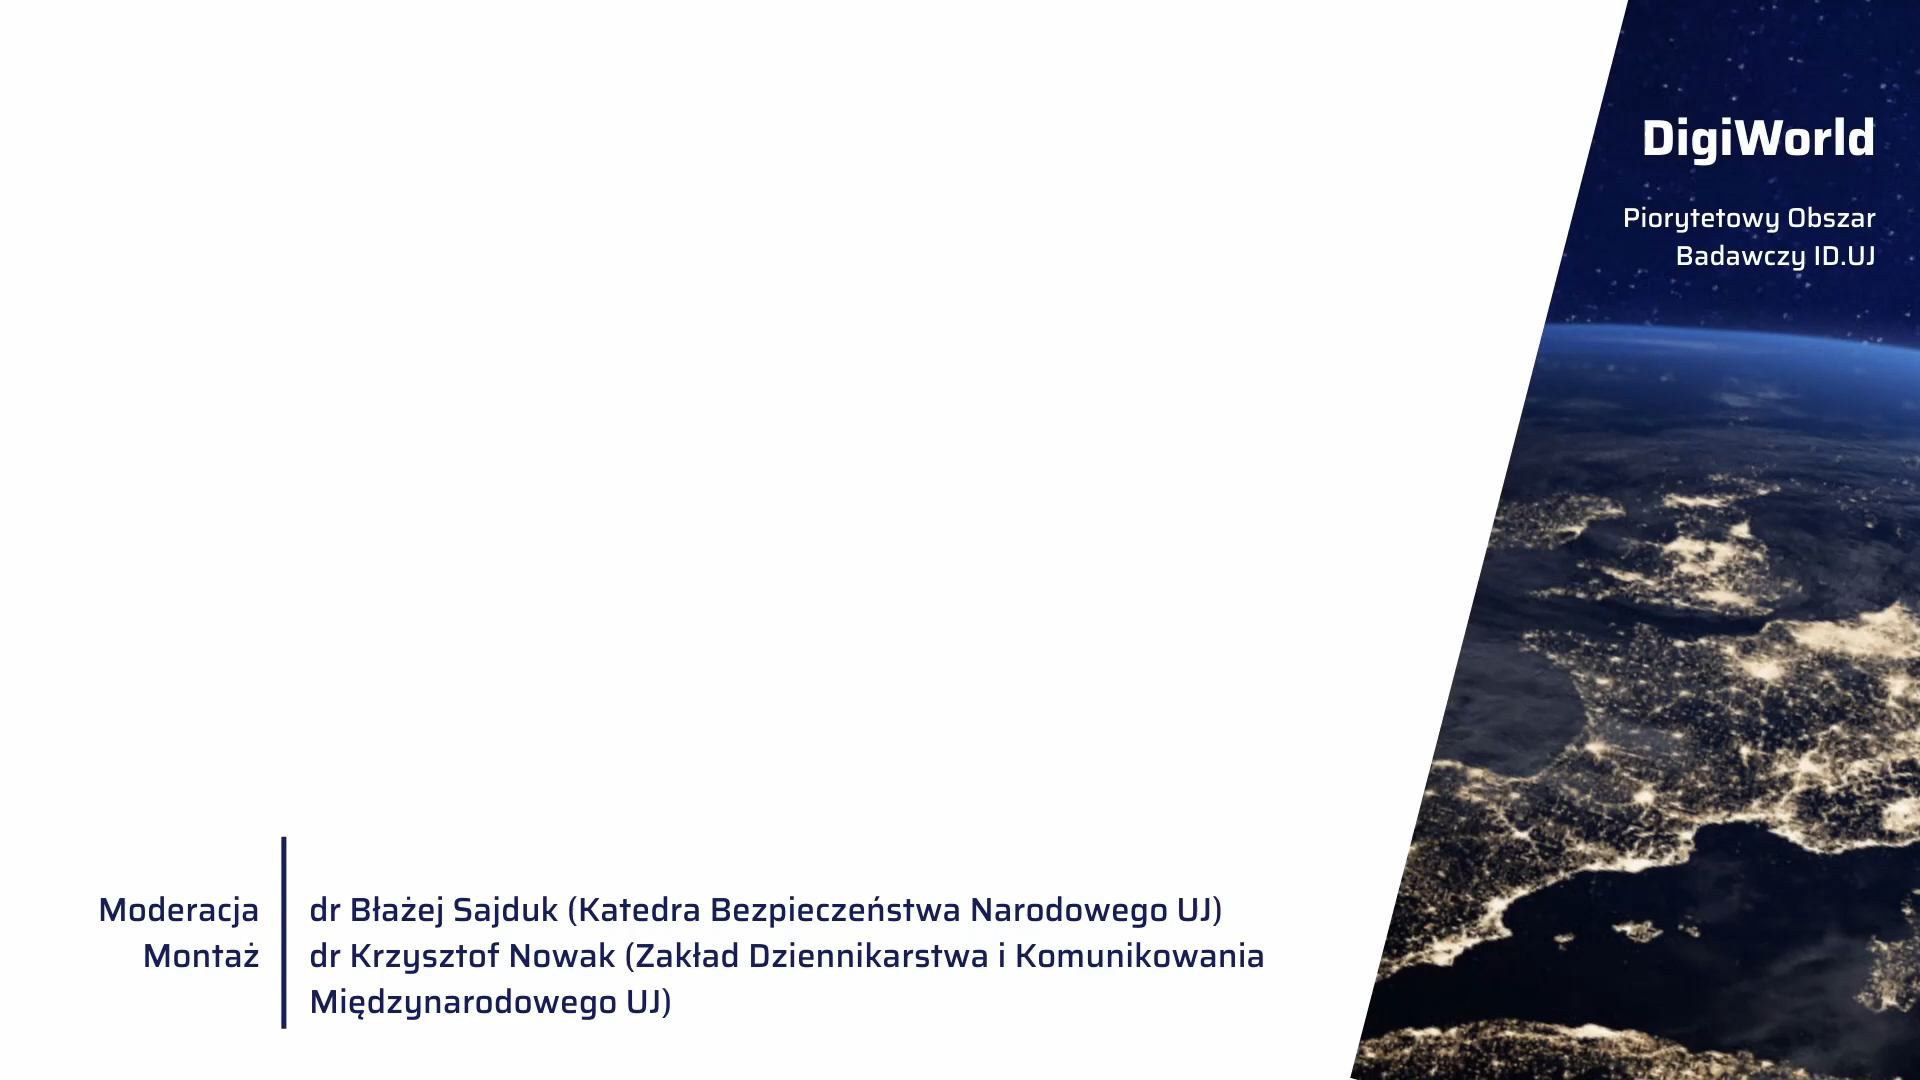 DigiWorld
Piorytetowy Obszar
Badawczy ID.UJ
Moderacja
Montaż
dr Błażej Sajduk (Katedra Bezpieczeństwa Narodowego UJ)
dr Krzysztof Nowak (Zakład Dziennikarstwa i Komunikowania
Międzynarodowego UJ)